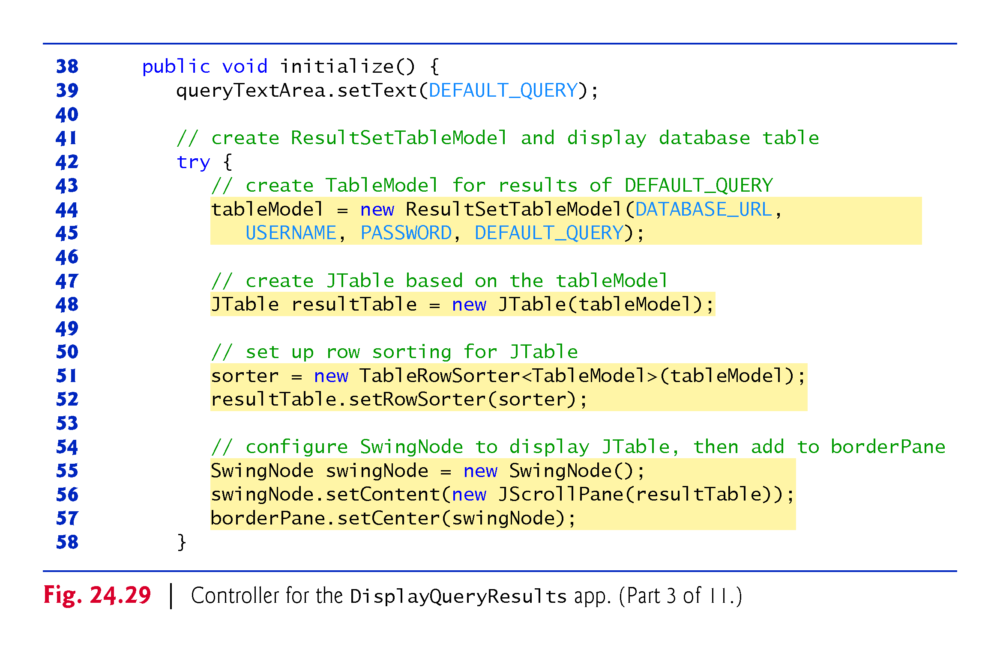 38 public void initialize() {
39 queryTextArea.setText(DEFAULT_QUERY);
40
41 // create ResultSetTableModel and display database table
42 try {
43 // create TableModel for results of DEFAULT_QUERY
44 tableModel = new ResultSetTableModel(DATABASE_URL,
45 USERNAME, PASSWORD, DEFAULT_QUERY);
46
47 // create JTable based on the tableModel
48 JTable resultTable = new JTable(tableModel);
49
50 // set up row sorting for JTable
51 sorter = new TableRowSorter<TableModel>(tableModel);
52 resultTable.setRowSorter(sorter);
53
54 // configure SwingNode to display JTable, then add to borderPane
55 SwingNode swingNode = new SwingNode();
56 swingNode.setContent(new JScrollPane(resultTable));
57 borderPane.setCenter(swingNode);
58 }
Fig. 24.29 | Controller for the DisplayQueryResults app. (Part 3 of 11.)